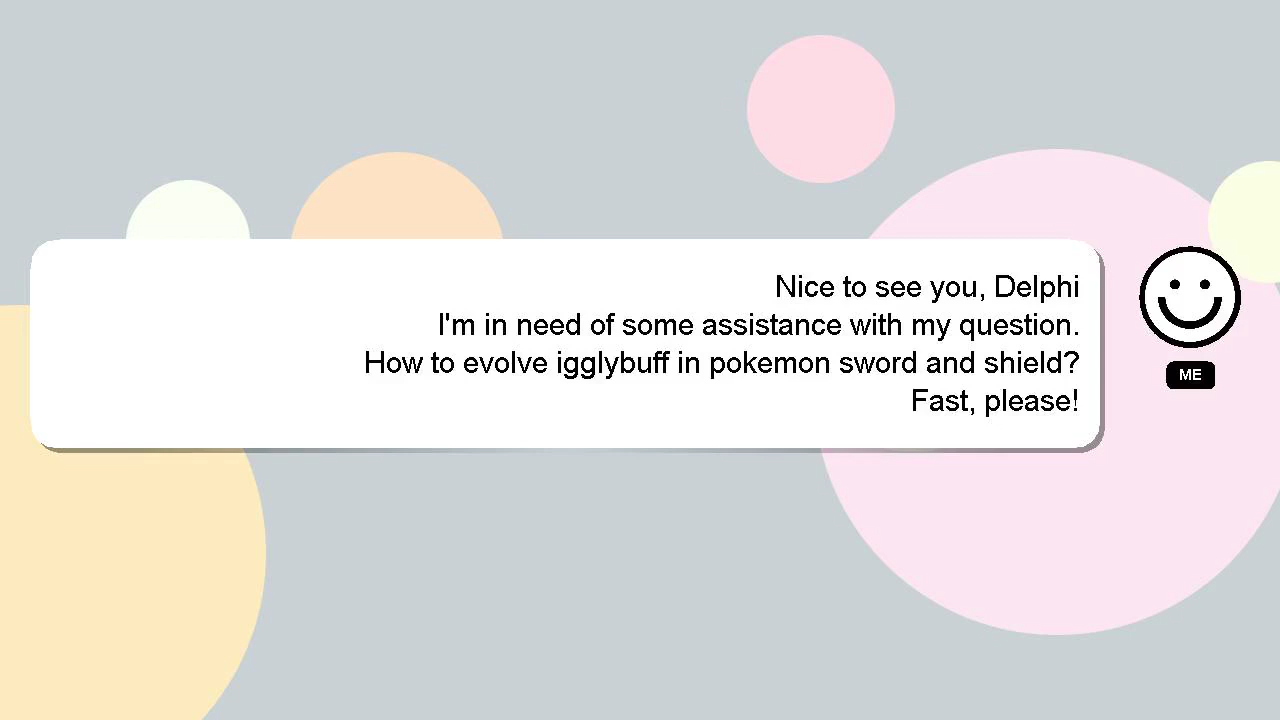 Nice to see you, Delphi
I'm in need of some assistance with my question.
How to evolve igglybuff in pokemon sword and shield?
Fast, please!
ME